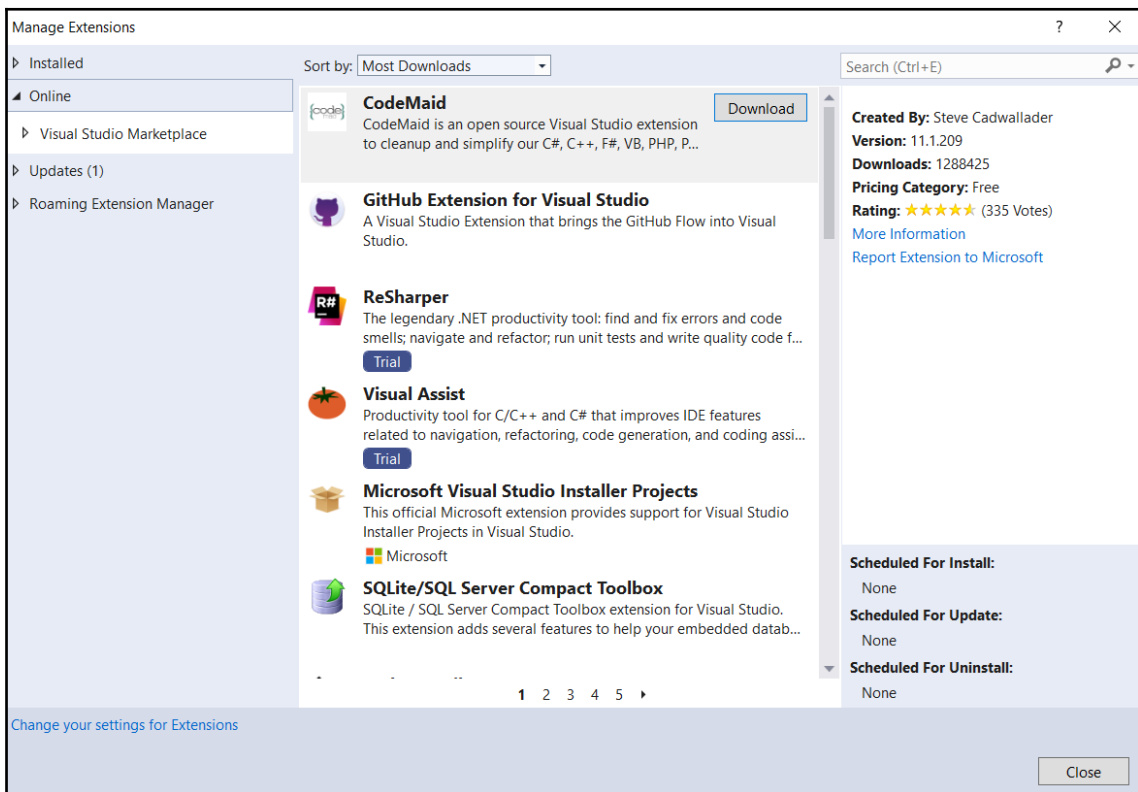 Manage Extensions
?
Installed
Online
Visual Studio Marketplace
Updates (1)
Roaming Extension Manager
Sort by: Most Downloads
{code}
CodeMaid
Download
CodeMaid is an open source Visual Studio extension
to cleanup and simplify our C#, C++, F#, VB, PHP, P...
GitHub Extension for Visual Studio
A Visual Studio Extension that brings the GitHub Flow into Visual
Studio.
R#
ReSharper
The legendary .NET productivity tool: find and fix errors and code
smells; navigate and refactor; run unit tests and write quality code f...
Trial
Visual Assist
Productivity tool for C/C++ and C# that improves IDE features
related to navigation, refactoring, code generation, and coding assi...
Trial
Microsoft Visual Studio Installer Projects
This official Microsoft extension provides support for Visual Studio
Installer Projects in Visual Studio.
Microsoft
SQLite/SQL Server Compact Toolbox
SQLite / SQL Server Compact Toolbox extension for Visual Studio.
This extension adds several features to help your embedded datab...
1 2 3 4 5
Search (Ctrl+E)
Created By: Steve Cadwallader
Version: 11.1.209
Downloads: 1288425
Pricing Category: Free
Rating: ★★★★★ (335 Votes)
More Information
Report Extension to Microsoft
Scheduled For Install:
None
Scheduled For Update:
None
Scheduled For Uninstall:
None
Change your settings for Extensions
Close